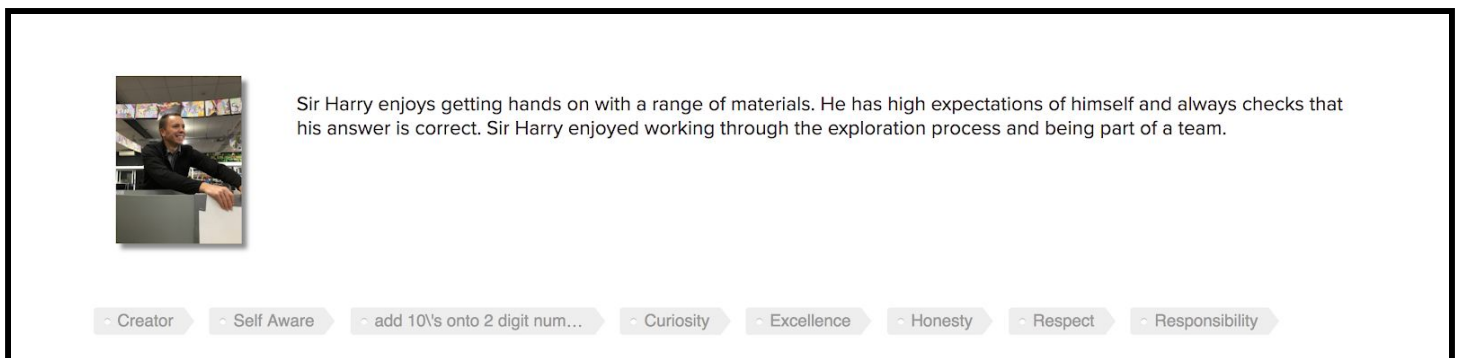 Sir Harry enjoys getting hands on with a range of materials. He has high expectations of himself and always checks that
his answer is correct. Sir Harry enjoyed working through the exploration process and being part of a team.
Creator Self Aware add 10\'s onto 2 digit num... Curiosity Excellence Honesty Respect Responsibility